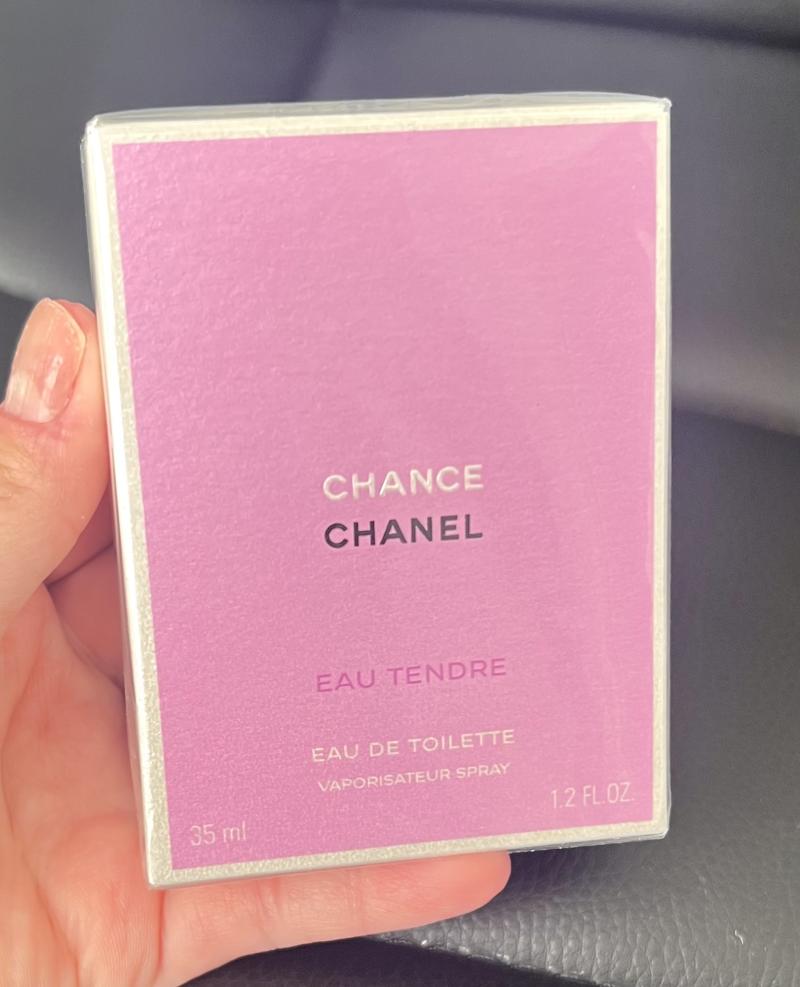 CHANCE
CHANEL
EAU TENDRE
EAU DE TOILETTE
VAPORISATEUR SPRAY
35 ml 1.2 FL.OZ.